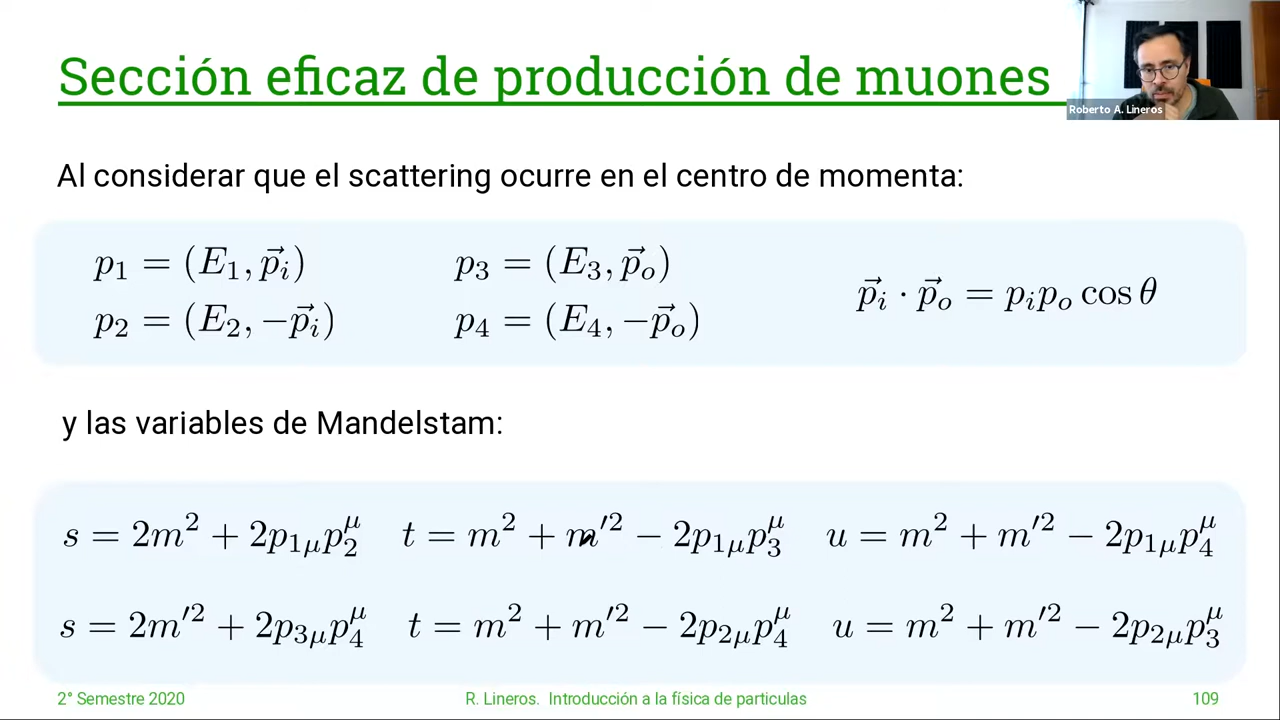 Sección eficaz de producción de muones
Roberto A. Lineros
Al considerar que el scattering ocurre en el centro de momenta:
$p_1 = (E_1, \vec{p}_i)$ $p_3 = (E_3, \vec{p}_o)$
$\vec{p}_i \cdot \vec{p}_o = p_i p_o \cos\theta$
$p_2 = (E_2, -\vec{p}_i)$ $p_4 = (E_4, -\vec{p}_o)$
y las variables de Mandelstam:
$s = 2m^2 + 2p_{1\mu}p_2^\mu$ $t = m^2 + m'^2 - 2p_{1\mu}p_3^\mu$ $u = m^2 + m'^2 - 2p_{1\mu}p_4^\mu$
$s = 2m'^2 + 2p_{3\mu}p_4^\mu$ $t = m^2 + m'^2 - 2p_{2\mu}p_4^\mu$ $u = m^2 + m'^2 - 2p_{2\mu}p_3^\mu$
2° Semestre 2020 R. Lineros. Introducción a la física de particulas 109